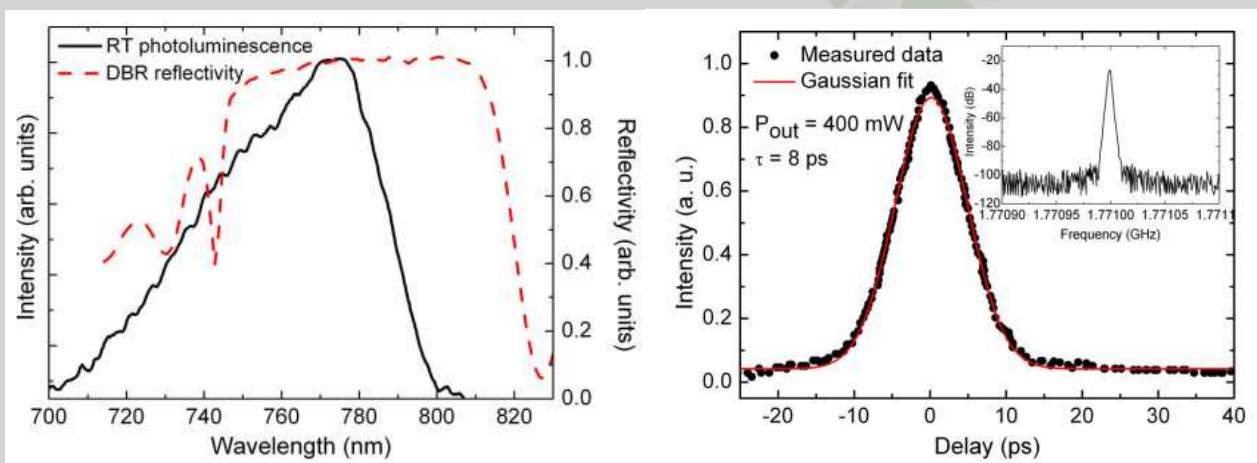 RT photoluminescence
DBR reflectivity
Intensity (arb. units)
Reflectivity (arb. units)
1.0
0.8
0.6
0.4
0.2
0.0
700 720 740 760 780 800 820
Wavelength (nm)
Measured data
Gaussian fit
P_out = 400 mW
τ = 8 ps
Intensity (a. u.)
1.0
0.8
0.6
0.4
0.2
0.0
-20 -10 0 10 20 30 40
Delay (ps)
Intensity (dB)
-20
-40
-60
-80
-100
-120
1.77090 1.77095 1.77100 1.77105 1.7711
Frequency (GHz)